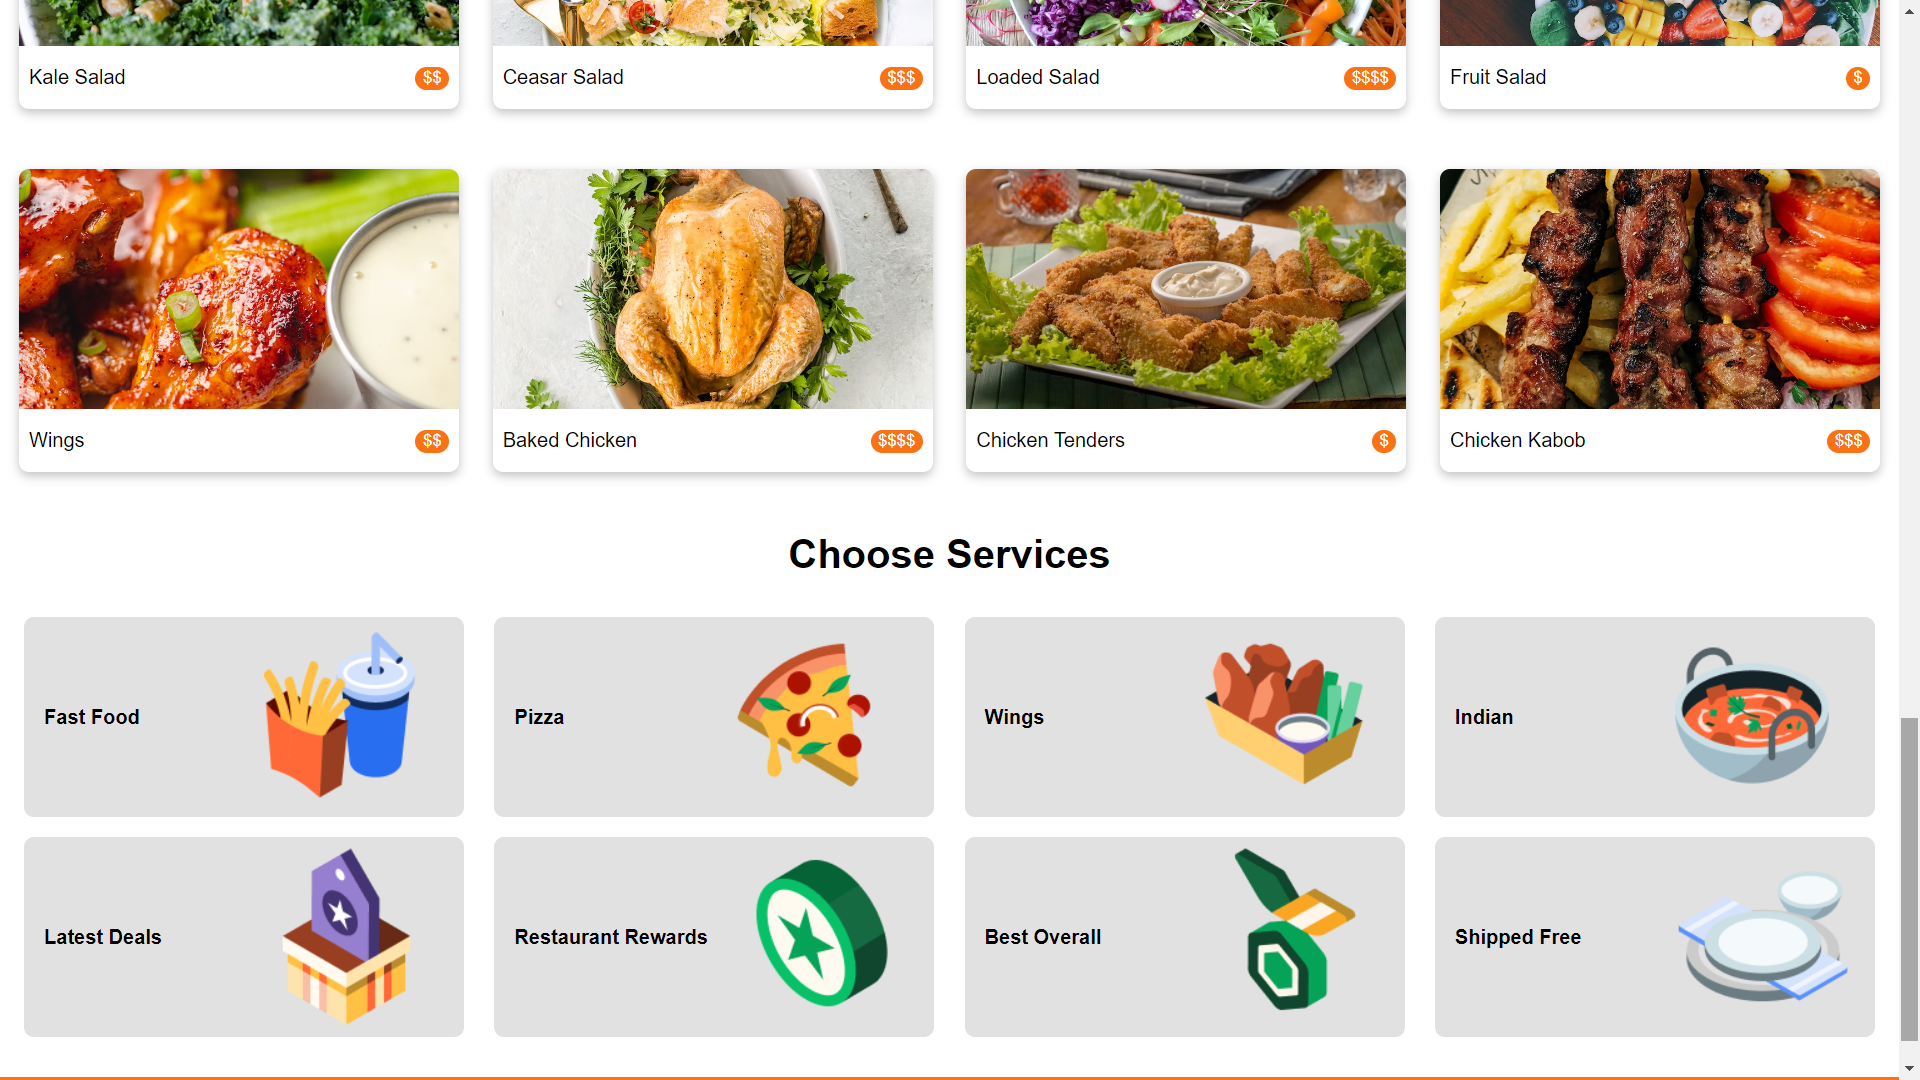 Kale Salad $$
Ceasar Salad $$$
Loaded Salad $$$$
Fruit Salad $
Wings $$
Baked Chicken $$$$
Chicken Tenders $
Chicken Kabob $$$
Choose Services
Fast Food
Pizza
Wings
Indian
Latest Deals
Restaurant Rewards
Best Overall
Shipped Free